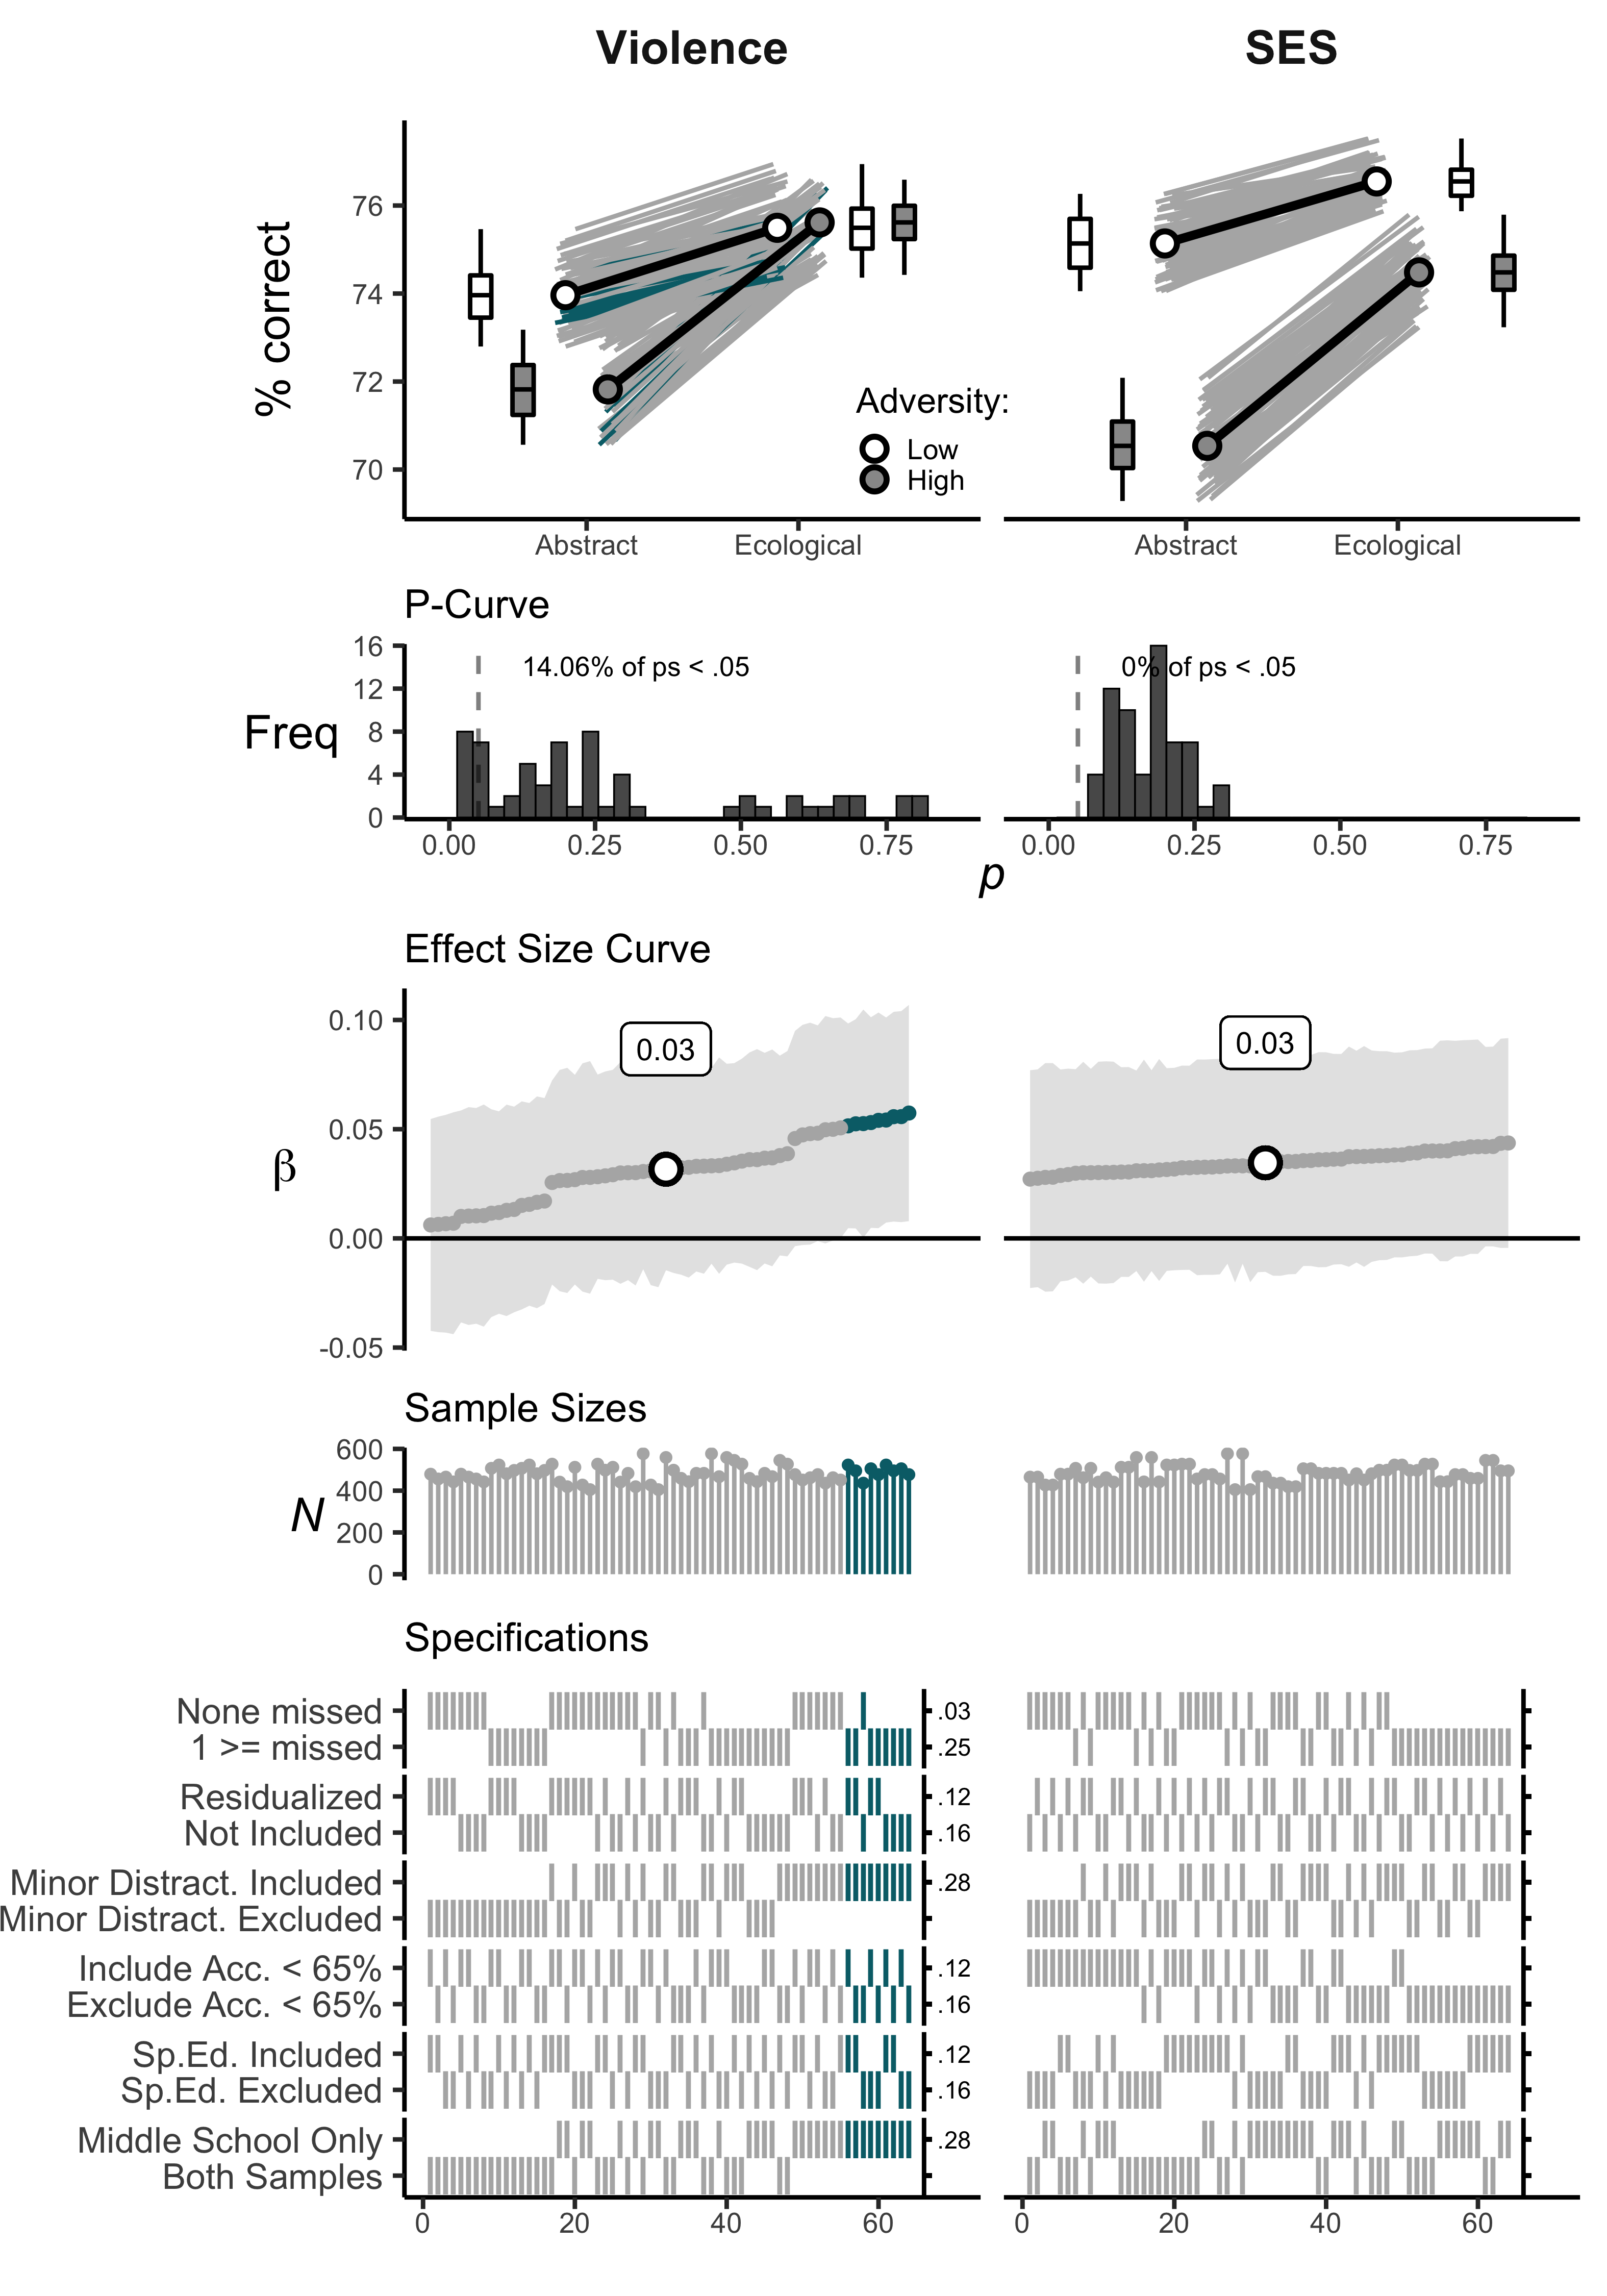 Violence SES
% correct
76
74
72
70
Adversity:
Low
High
Abstract Ecological Abstract Ecological
P-Curve
Freq
16
12
8
4
0
14.06% of ps < .05 0% of ps < .05
0.00 0.25 0.50 0.75 0.00 0.25 0.50 0.75
p
Effect Size Curve
β
0.10
0.05
0.00
-0.05
0.03 0.03
Sample Sizes
N
600
400
200
0
Specifications
None missed .03
1 >= missed .25
Residualized .12
Not Included .16
Minor Distract. Included .28
Minor Distract. Excluded
Include Acc. < 65% .12
Exclude Acc. < 65% .16
Sp.Ed. Included .12
Sp.Ed. Excluded .16
Middle School Only .28
Both Samples
0 20 40 60 0 20 40 60